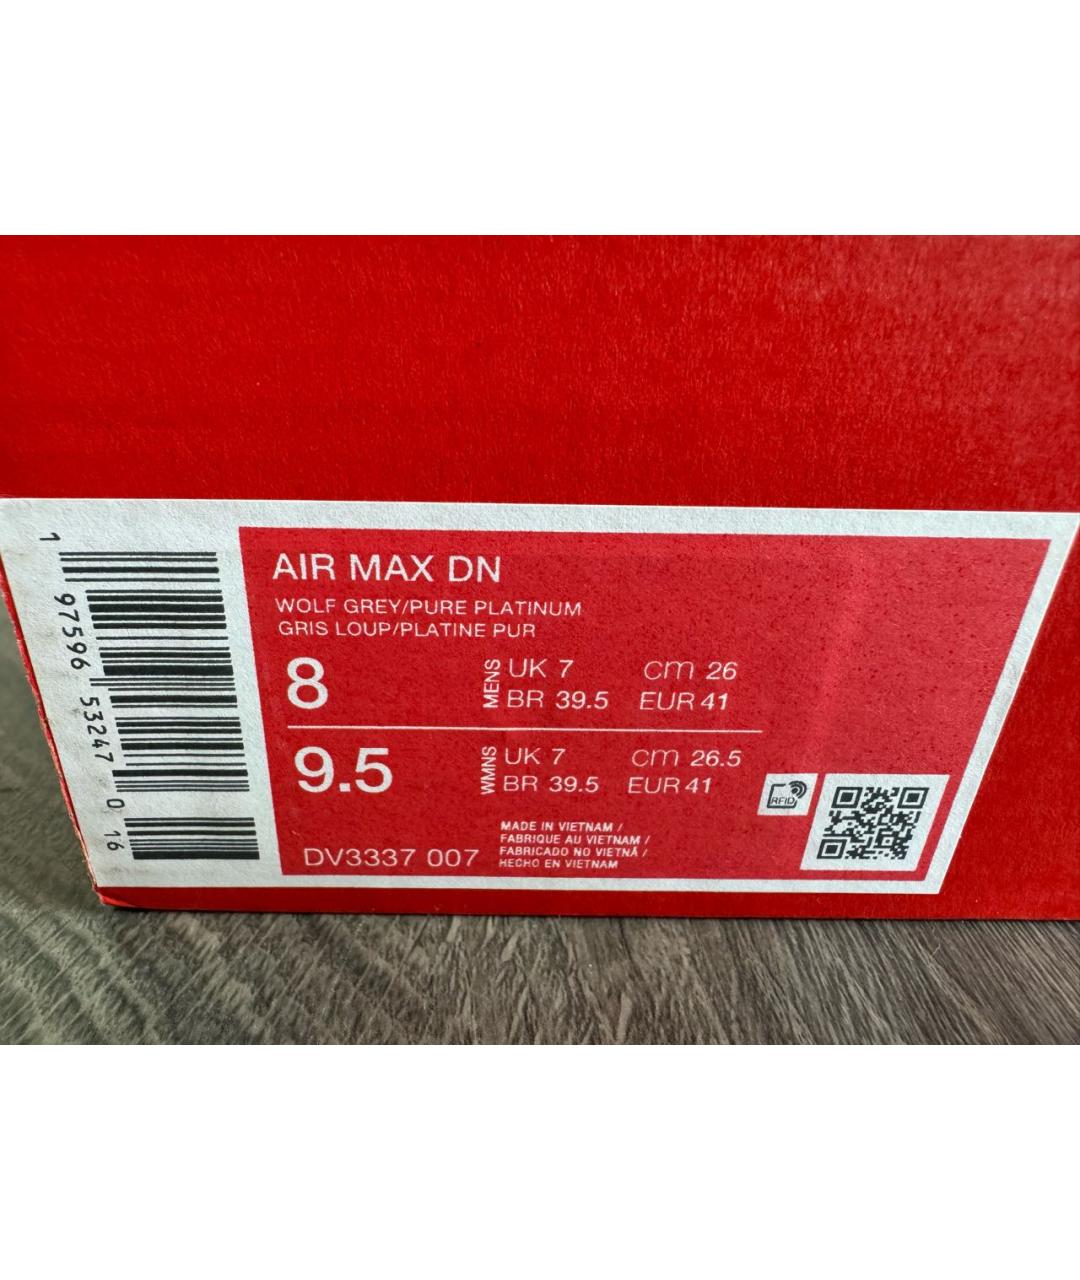 AIR MAX DN
WOLF GREY/PURE PLATINUM
GRIS LOUP/PLATINE PUR
8 MENS UK 7 cm 26
BR 39.5 EUR 41
9.5 WMNS UK 7 cm 26.5
BR 39.5 EUR 41
RFID
DV3337 007
MADE IN VIETNAM /
FABRIQUE AU VIETNAM /
FABRICADO NO VIETNÃ /
HECHO EN VIETNAM
1 97596 53247 0 16